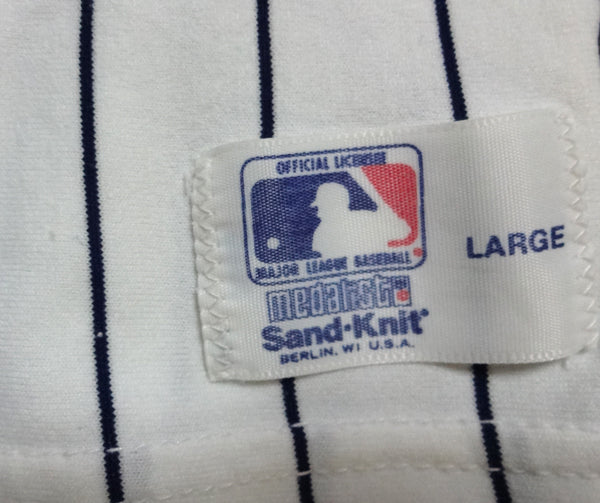 OFFICIAL LICENSEE
MAJOR LEAGUE BASEBALL
LARGE
medalist
Sand-Knit
BERLIN, WI U.S.A.